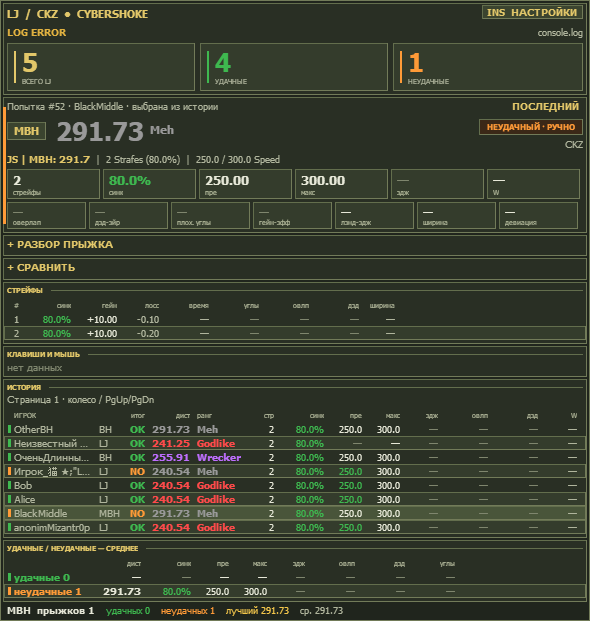 LJ / CKZ • CYBERSHOKE
INS НАСТРОЙКИ
LOG ERROR
console.log
5
ВСЕГО LJ
4
УДАЧНЫЕ
1
НЕУДАЧНЫЕ
Попытка #52 · BlackMiddle · выбрана из истории
ПОСЛЕДНИЙ
MBH 291.73 Meh
НЕУДАЧНЫЙ · РУЧНО
CKZ
JS | MBH: 291.7 | 2 Strafes (80.0%) | 250.0 / 300.0 Speed
2 80.0% 250.00 300.00 — —
стрейфы синк пре макс эдж W
— — — — — — —
оверлап дэд-эйр плох. углы гейн-эфф лэнд-эдж ширина девиация
+ РАЗБОР ПРЫЖКА
+ СРАВНИТЬ
СТРЕЙФЫ
# синк гейн лосс время углы овлп дэд ширина
1 80.0% +10.00 -0.10 — — — — —
2 80.0% +10.00 -0.20 — — — — —
КЛАВИШИ И МЫШЬ
нет данных
ИСТОРИЯ
Страница 1 · колесо / PgUp/PgDn
ИГРОК итог дист ранг стр синк пре макс эдж овлп дэд W
OtherBH BH OK 291.73 Meh 2 80.0% 250.0 300.0 — — — —
Неизвестный ... LJ OK 241.25 Godlike 2 80.0% — — — — — —
ОченьДлинны... BH OK 255.91 Wrecker 2 80.0% 250.0 300.0 — — — —
Игрок_猫 ★;"L... LJ NO 240.54 Meh 2 80.0% 250.0 300.0 — — — —
Bob LJ OK 240.54 Godlike 2 80.0% 250.0 300.0 — — — —
Alice LJ OK 240.54 Godlike 2 80.0% 250.0 300.0 — — — —
BlackMiddle MBH NO 291.73 Meh 2 80.0% 250.0 300.0 — — — —
anonimMizantr0p LJ OK 240.54 Godlike 2 80.0% 250.0 300.0 — — — —
УДАЧНЫЕ / НЕУДАЧНЫЕ — СРЕДНЕЕ
дист синк пре макс эдж овлп дэд углы
удачные 0 — — — — — — — —
неудачные 1 291.73 80.0% 250.0 300.0 — — — —
MBH прыжков 1 удачных 0 неудачных 1 лучший 291.73 ср. 291.73